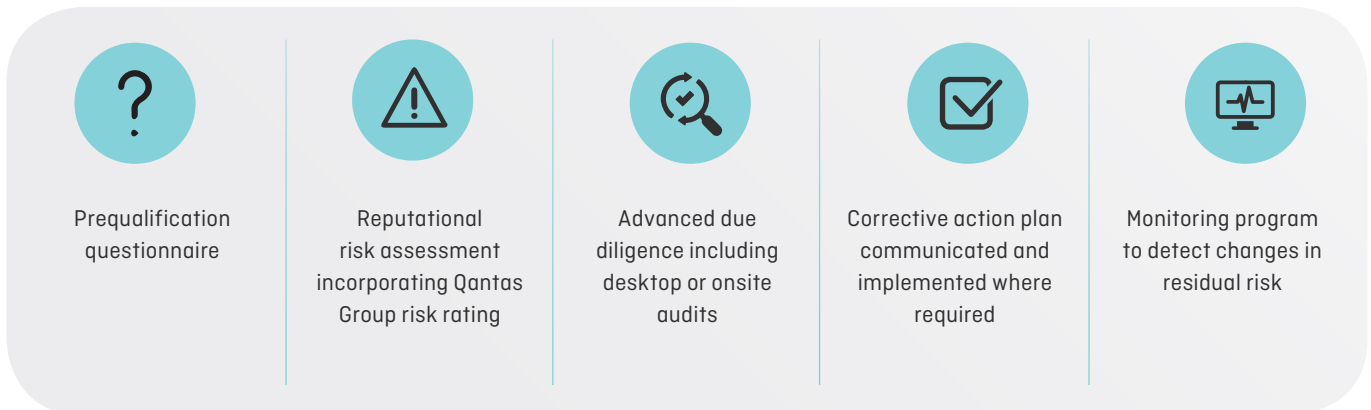 Prequalification
questionnaire
Reputational
risk assessment
incorporating Qantas
Group risk rating
Advanced due
diligence including
desktop or onsite
audits
Corrective action plan
communicated and
implemented where
required
Monitoring program
to detect changes in
residual risk